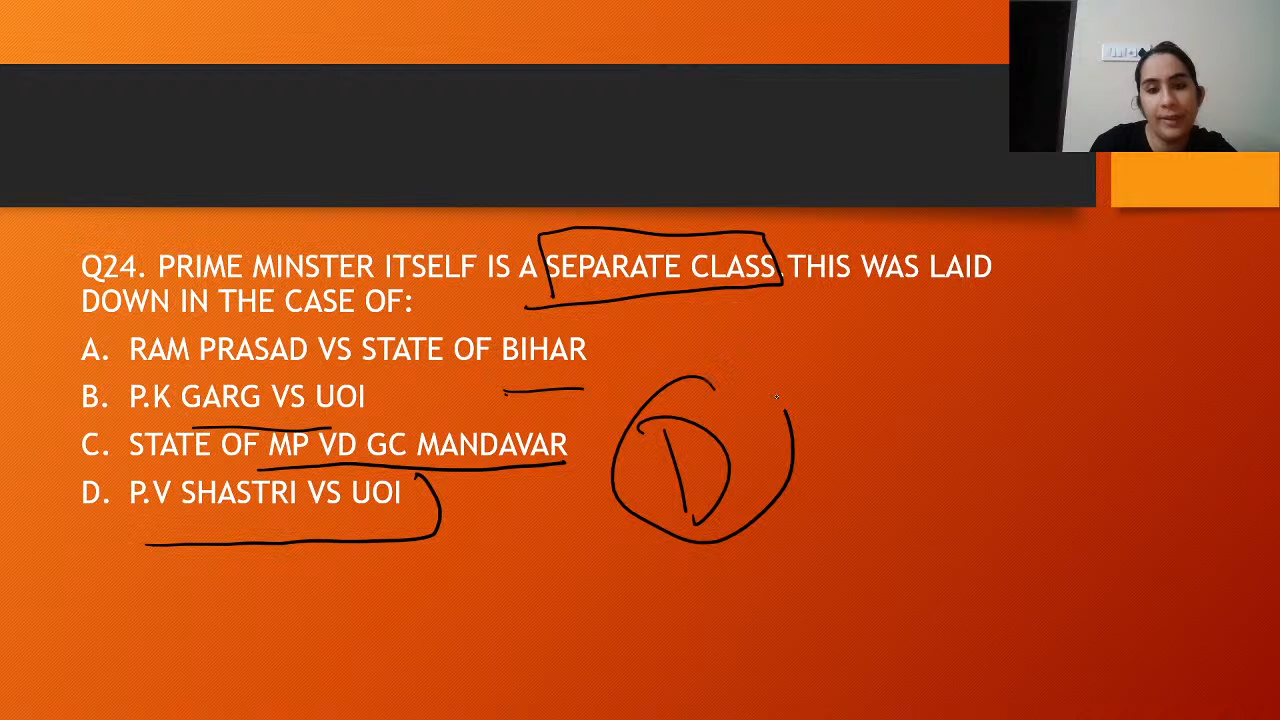 Q24. PRIME MINSTER ITSELF IS A SEPARATE CLASS. THIS WAS LAID
DOWN IN THE CASE OF:
A. RAM PRASAD VS STATE OF BIHAR
B. P.K GARG VS UOI
C. STATE OF MP VD GC MANDAVAR
D. P.V SHASTRI VS UOI
D